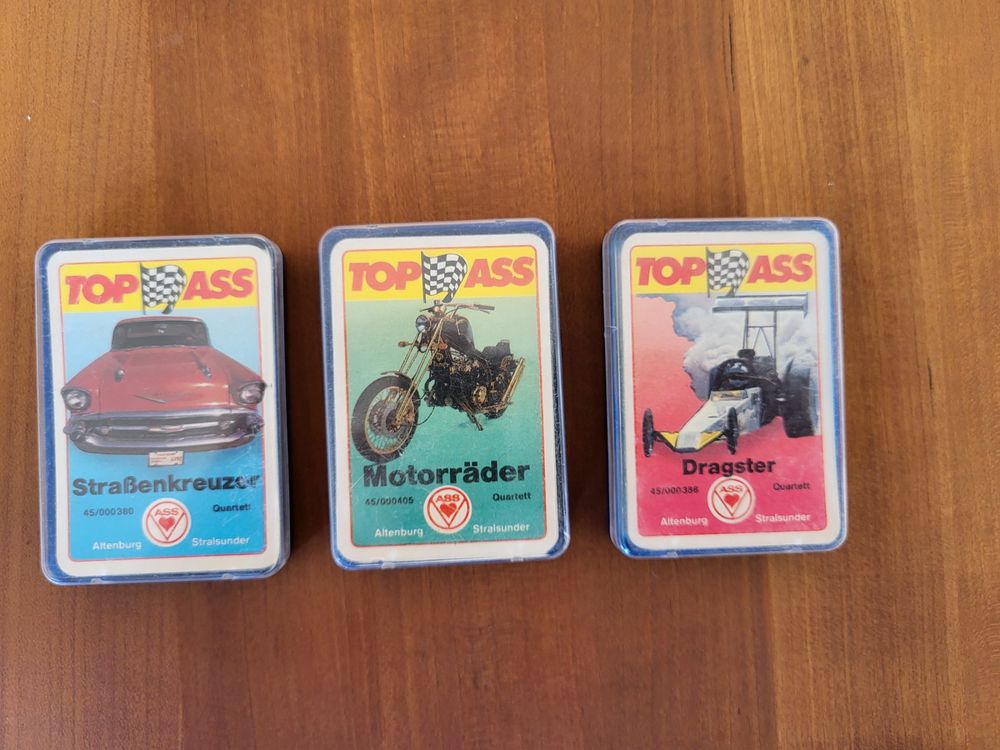 TOP ASS
Straßenkreuzer
45/000380 Quartett
ASS
Altenburg Stralsunder
TOP ASS
Motorräder
45/000405 Quartett
ASS
Altenburg Stralsunder
TOP ASS
Dragster
45/000386 Quartett
ASS
Altenburg Stralsunder